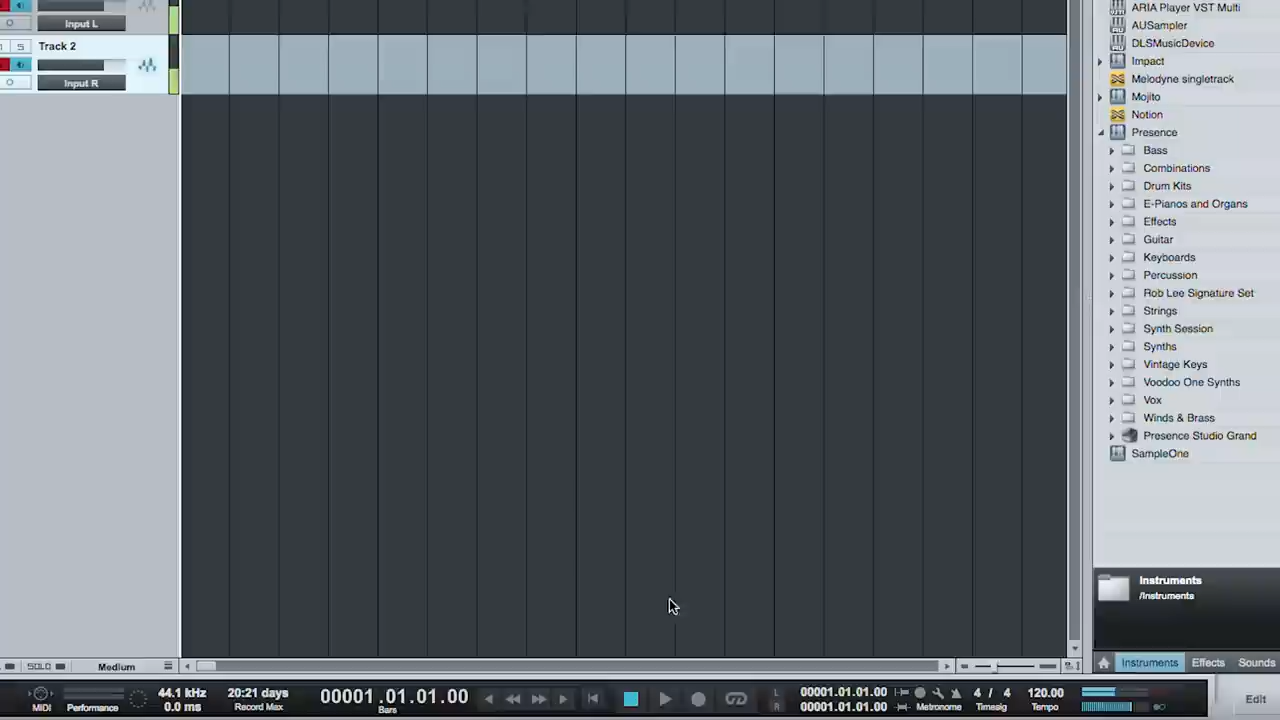 Input L
S
Track 2
Input R
ARIA Player VST Multi
AUSampler
DLSMusicDevice
Impact
Melodyne singletrack
Mojito
Notion
Presence
Bass
Combinations
Drum Kits
E-Pianos and Organs
Effects
Guitar
Keyboards
Percussion
Rob Lee Signature Set
Strings
Synth Session
Synths
Vintage Keys
Voodoo One Synths
Vox
Winds & Brass
Presence Studio Grand
SampleOne
Instruments
/Instruments
SOLO
Medium
Instruments
Effects
Sounds
MIDI
Performance
44.1 kHz
0.0 ms
20:21 days
Record Max
00001.01.01.00
Bars
L
R
00001.01.01.00
00001.01.01.00
Metronome
4 / 4
Timesig
120.00
Tempo
Edit